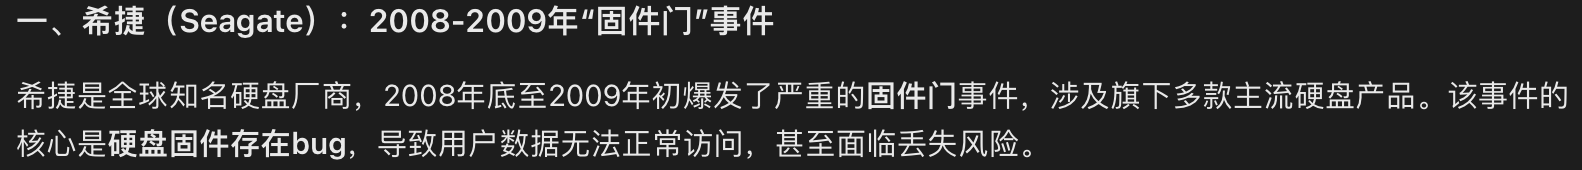 一、希捷（Seagate）：2008-2009年“固件门”事件
希捷是全球知名硬盘厂商，2008年底至2009年初爆发了严重的固件门事件，涉及旗下多款主流硬盘产品。该事件的
核心是硬盘固件存在bug，导致用户数据无法正常访问，甚至面临丢失风险。